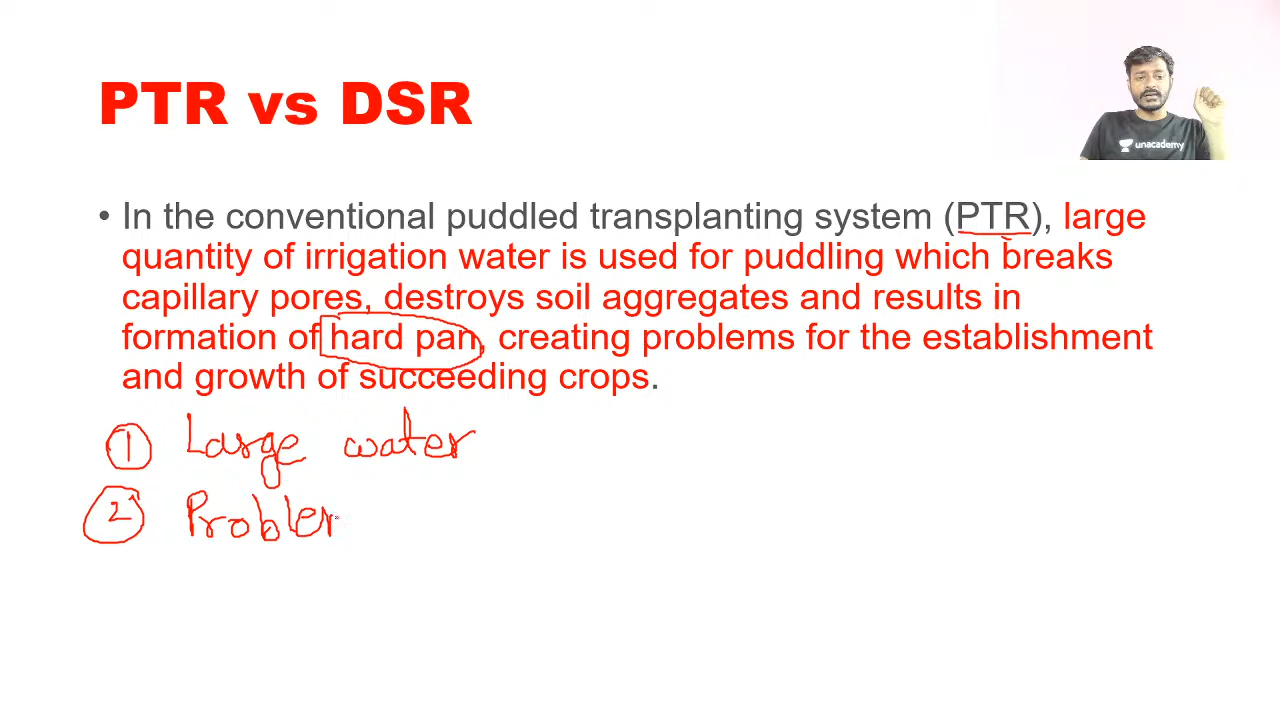 PTR vs DSR
unacademy
• In the conventional puddled transplanting system (PTR), large
quantity of irrigation water is used for puddling which breaks
capillary pores, destroys soil aggregates and results in
formation of hard pan, creating problems for the establishment
and growth of succeeding crops.
1 Large water
2 Problem